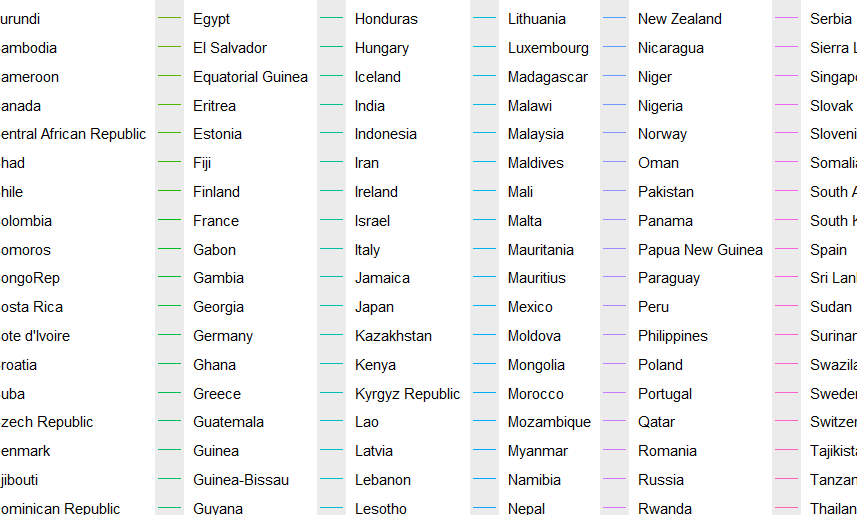 urundi
ambodia
ameroon
anada
entral African Republic
had
hile
olombia
omoros
ongoRep
osta Rica
ote d'Ivoire
roatia
uba
zech Republic
enmark
jibouti
ominican Republic
Egypt
El Salvador
Equatorial Guinea
Eritrea
Estonia
Fiji
Finland
France
Gabon
Gambia
Georgia
Germany
Ghana
Greece
Guatemala
Guinea
Guinea-Bissau
Guyana
Honduras
Hungary
Iceland
India
Indonesia
Iran
Ireland
Israel
Italy
Jamaica
Japan
Kazakhstan
Kenya
Kyrgyz Republic
Lao
Latvia
Lebanon
Lesotho
Lithuania
Luxembourg
Madagascar
Malawi
Malaysia
Maldives
Mali
Malta
Mauritania
Mauritius
Mexico
Moldova
Mongolia
Morocco
Mozambique
Myanmar
Namibia
Nepal
New Zealand
Nicaragua
Niger
Nigeria
Norway
Oman
Pakistan
Panama
Papua New Guinea
Paraguay
Peru
Philippines
Poland
Portugal
Qatar
Romania
Russia
Rwanda
Serbia
Sierra L
Singapo
Slovak
Sloveni
Somalia
South A
South K
Spain
Sri Lan
Sudan
Surinar
Swazila
Sweden
Switzer
Tajikista
Tanzan
Thailan